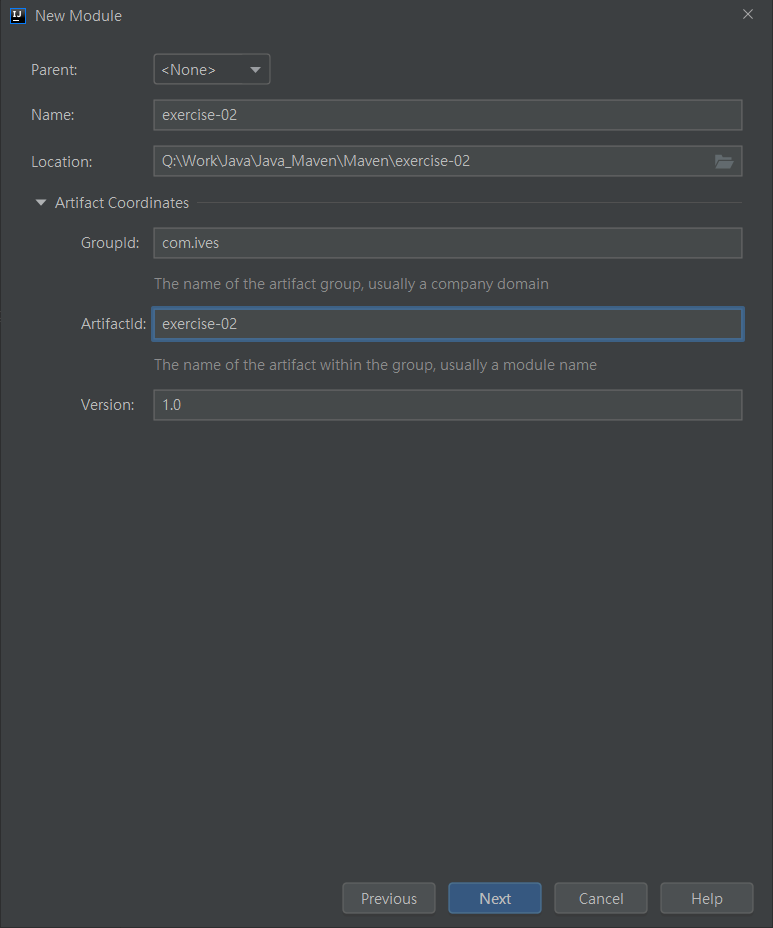 IJ New Module
Parent: <None>
Name: exercise-02
Location: Q:\Work\Java\Java_Maven\Maven\exercise-02
Artifact Coordinates
GroupId: com.ives
The name of the artifact group, usually a company domain
ArtifactId: exercise-02
The name of the artifact within the group, usually a module name
Version: 1.0
Previous Next Cancel Help